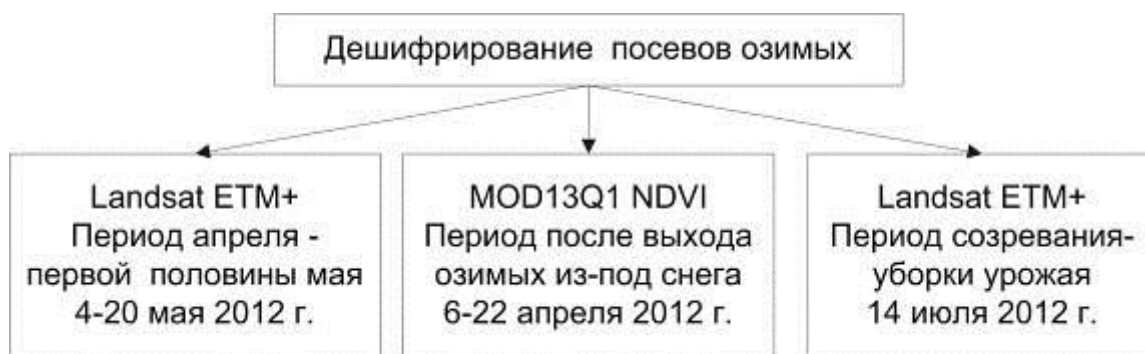 Дешифрирование посевов озимых
Landsat ETM+
Период апреля -
первой половины мая
4-20 мая 2012 г.
MOD13Q1 NDVI
Период после выхода
озимых из-под снега
6-22 апреля 2012 г.
Landsat ETM+
Период созревания-
уборки урожая
14 июля 2012 г.